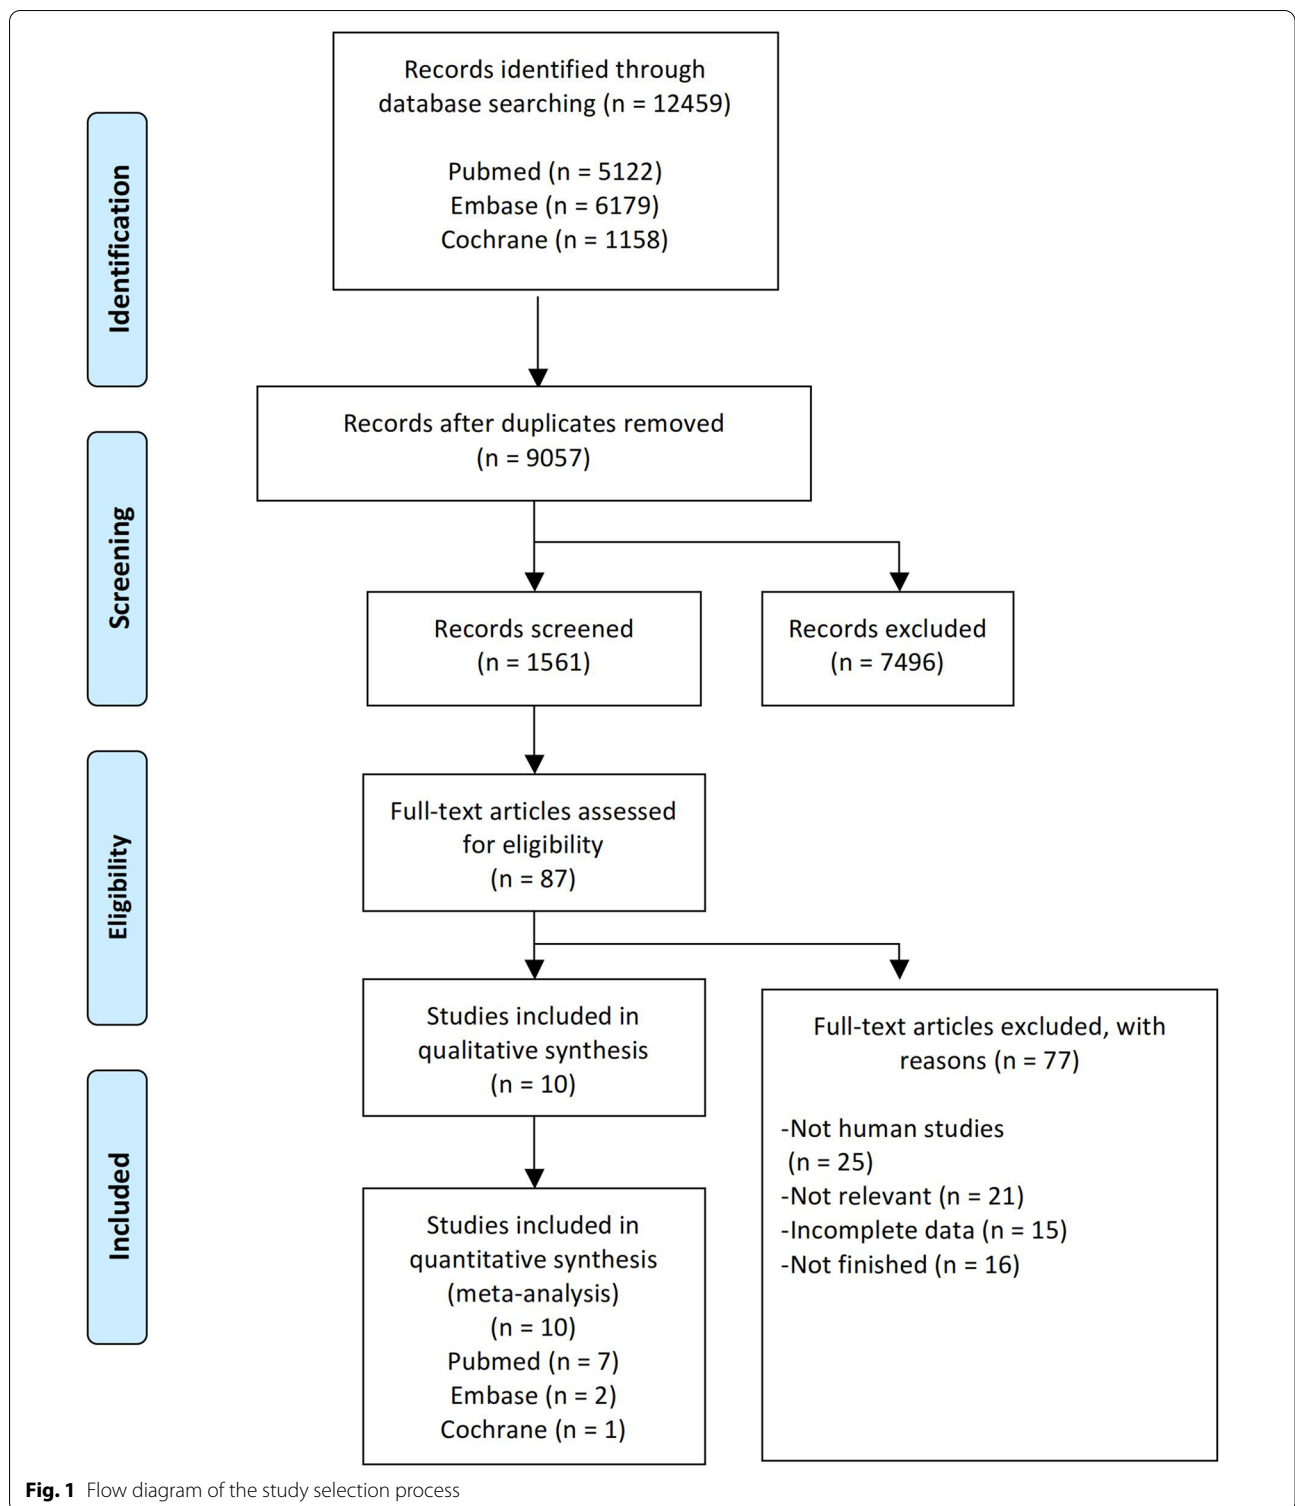 Records identified through
database searching (n = 12459)
Pubmed (n = 5122)
Embase (n = 6179)
Cochrane (n = 1158)
Identification
Records after duplicates removed
(n = 9057)
Screening
Records screened
(n = 1561)
Records excluded
(n = 7496)
Full-text articles assessed
for eligibility
(n = 87)
Eligibility
Studies included in
qualitative synthesis
(n = 10)
Full-text articles excluded, with
reasons (n = 77)
-Not human studies
(n = 25)
-Not relevant (n = 21)
-Incomplete data (n = 15)
-Not finished (n = 16)
Included
Studies included in
quantitative synthesis
(meta-analysis)
(n = 10)
Pubmed (n = 7)
Embase (n = 2)
Cochrane (n = 1)
Fig. 1 Flow diagram of the study selection process